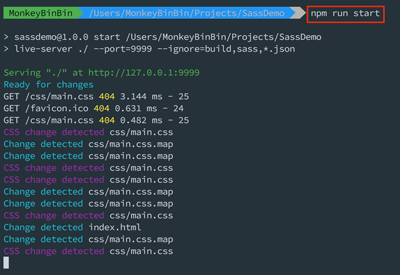 MonkeyBinBin /Users/MonkeyBinBin/Projects/SassDemo npm run start
> sassdemo@1.0.0 start /Users/MonkeyBinBin/Projects/SassDemo
> live-server ./ --port=9999 --ignore=build,sass,*.json
Serving "./" at http://127.0.0.1:9999
Ready for changes
GET /css/main.css 404 3.144 ms - 25
GET /favicon.ico 404 0.631 ms - 24
GET /css/main.css 404 0.482 ms - 25
CSS change detected css/main.css
Change detected css/main.css.map
Change detected css/main.css.map
CSS change detected css/main.css
CSS change detected css/main.css
Change detected css/main.css.map
Change detected css/main.css.map
CSS change detected css/main.css
Change detected index.html
Change detected css/main.css.map
CSS change detected css/main.css